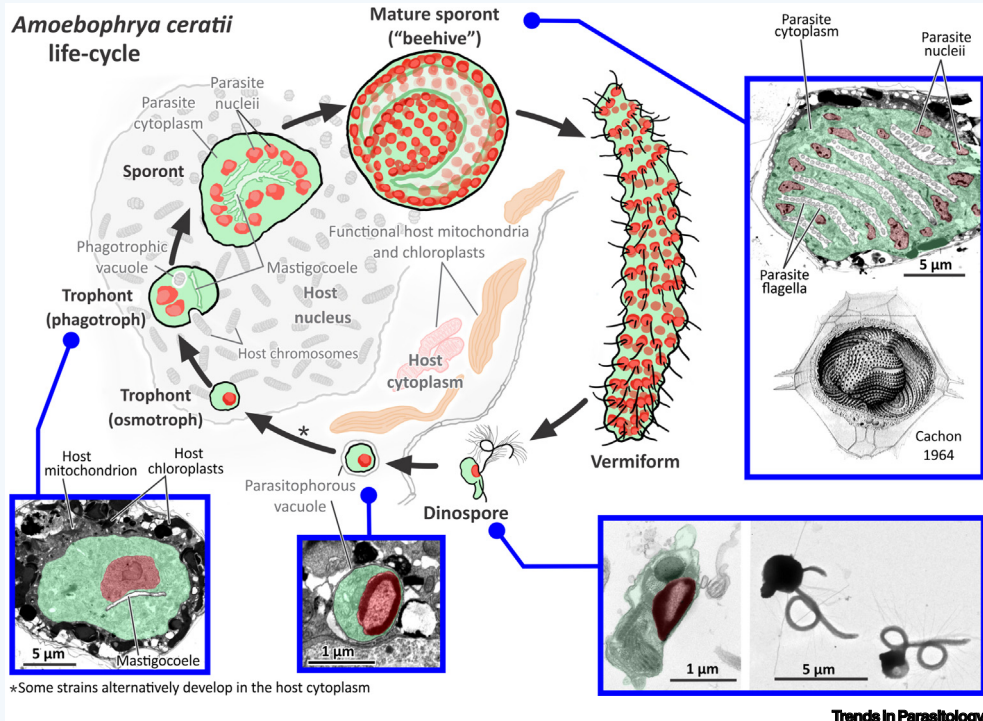 Amoebophrya ceratii
life-cycle
Mature sporont
("beehive")
Parasite
cytoplasm
Parasite
nucleii
Parasite
nucleii
Parasite
cytoplasm
Sporont
Phagotrophic
vacuole
Mastigocoele
Trophont
(phagotroph)
Host
nucleus
Host chromosomes
Functional host mitochondria
and chloroplasts
Host
cytoplasm
Trophont
(osmotroph)
*
Parasitophorous
vacuole
Dinospore
Vermiform
Parasite
flagella
5 µm
Cachon
1964
Host
mitochondrion
Host
chloroplasts
5 µm
Mastigocoele
1 µm
1 µm
5 µm
*Some strains alternatively develop in the host cytoplasm
Trends in Parasitology